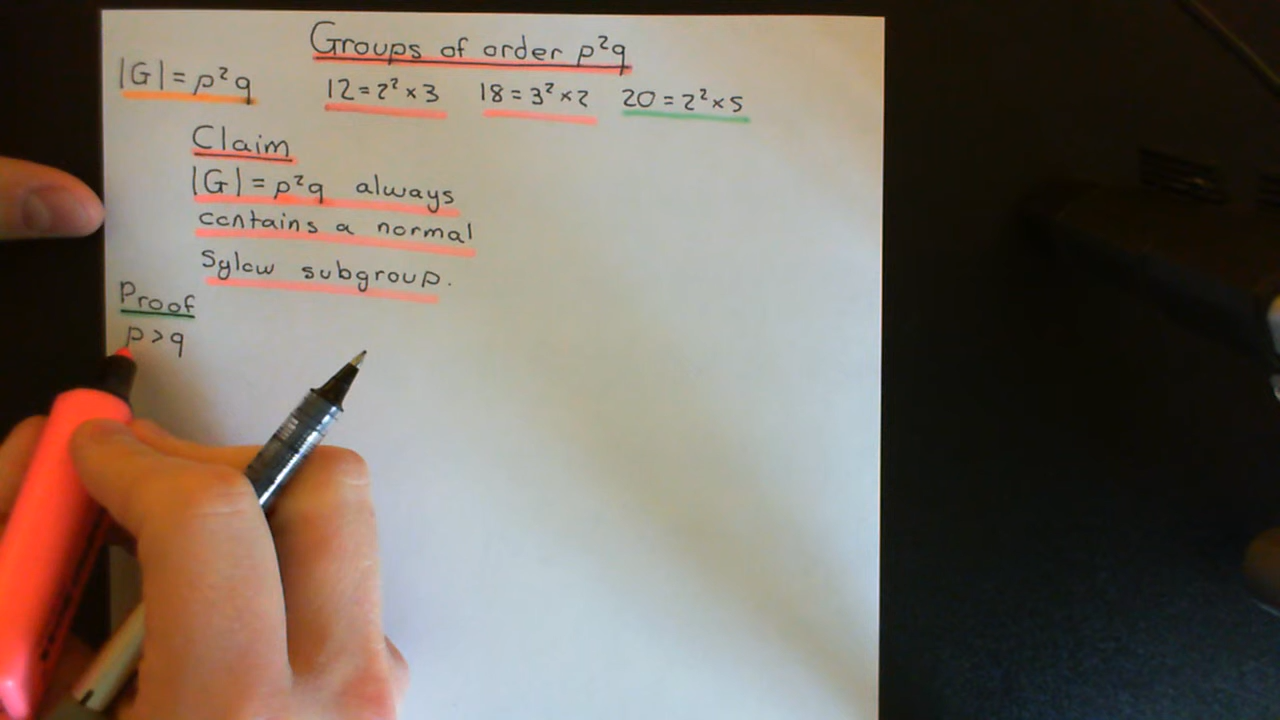 Groups of order p²q
|G| = p²q 12 = 2² × 3 18 = 3² × 2 20 = 2² × 5
Claim
|G| = p²q always
contains a normal
Sylow subgroup.
Proof
p > q